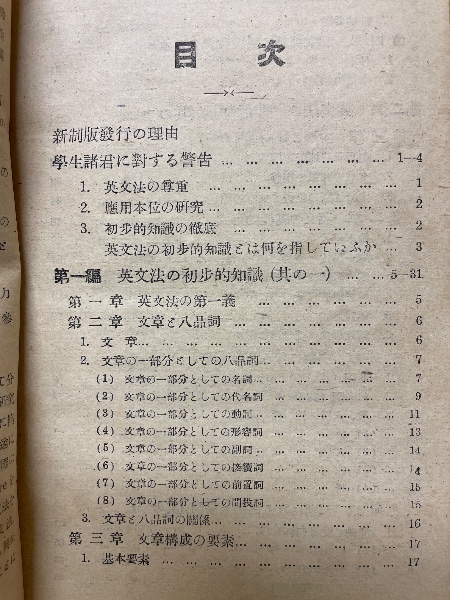 目次
新制版發行の理由
學生諸君に對する警告 … … … … … … 1—4
1. 英文法の尊重 … … … … … … … 1
2. 應用本位の研究 … … … … … … … 2
3. 初步的知識の徹底 … … … … … … 2
英文法の初步的知識とは何を指していふか … 3
第一編 英文法の初步的知識（其の一） … … 5-31
第一章 英文法の第一義 … … … … … 5
第二章 文章と八品詞 … … … … … … 6
1. 文章 … … … … … … … … … 6
2. 文章の一部分としての八品詞 … … … … … 7
(1) 文章の一部分としての名詞 … … … … … 7
(2) 文章の一部分としての代名詞 … … … … 9
(3) 文章の一部分としての動詞 … … … … … 11
(4) 文章の一部分としての形容詞 … … … … 13
(5) 文章の一部分としての副詞 … … … … … 14
(6) 文章の一部分としての接續詞 … … … … 14
(7) 文章の一部分としての前置詞 … … … … 15
(8) 文章の一部分としての間投詞 … … … … 15
3. 文章と八品詞の關係 … … … … … … 16
第三章 文章構成の要素 … … … … … 17
1. 基本要素 … … … … … … … … 17